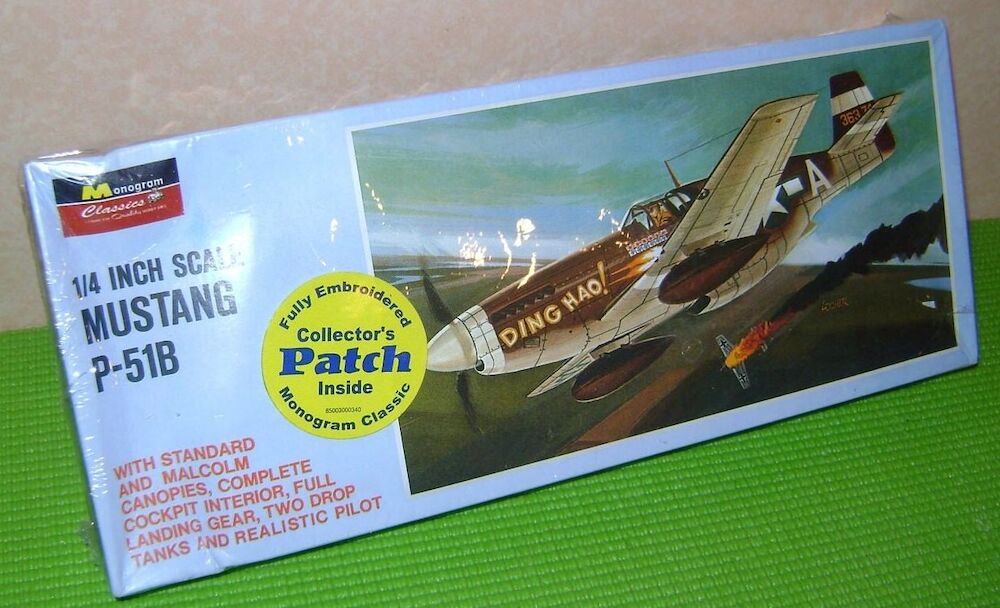 Monogram
Classics
1/4 INCH SCALE
MUSTANG
P-51B
Fully Embroidered
Collector's
Patch
Inside
85003000340
Monogram Classic
WITH STANDARD
AND MALCOLM
CANOPIES, COMPLETE
COCKPIT INTERIOR, FULL
LANDING GEAR, TWO DROP
TANKS AND REALISTIC PILOT
DING HAO!
A